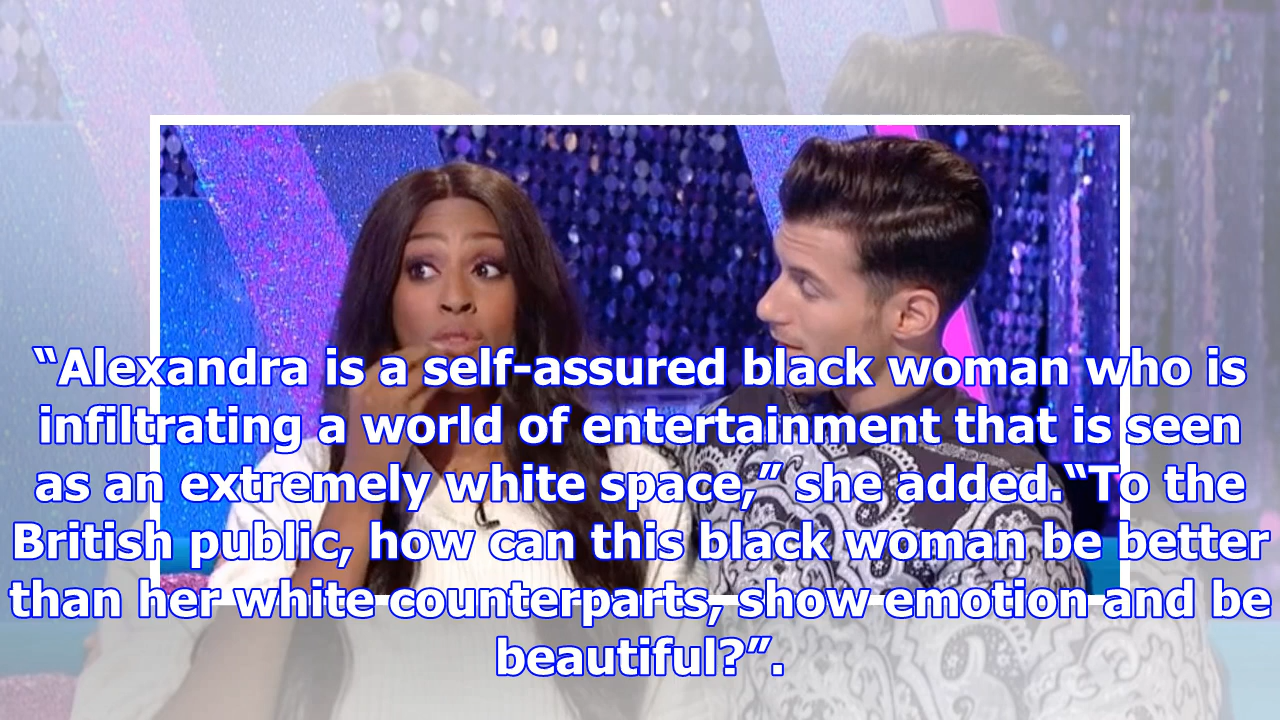 “Alexandra is a self-assured black woman who is
infiltrating a world of entertainment that is seen
as an extremely white space,” she added.“To the
British public, how can this black woman be better
than her white counterparts, show emotion and be
beautiful?”.